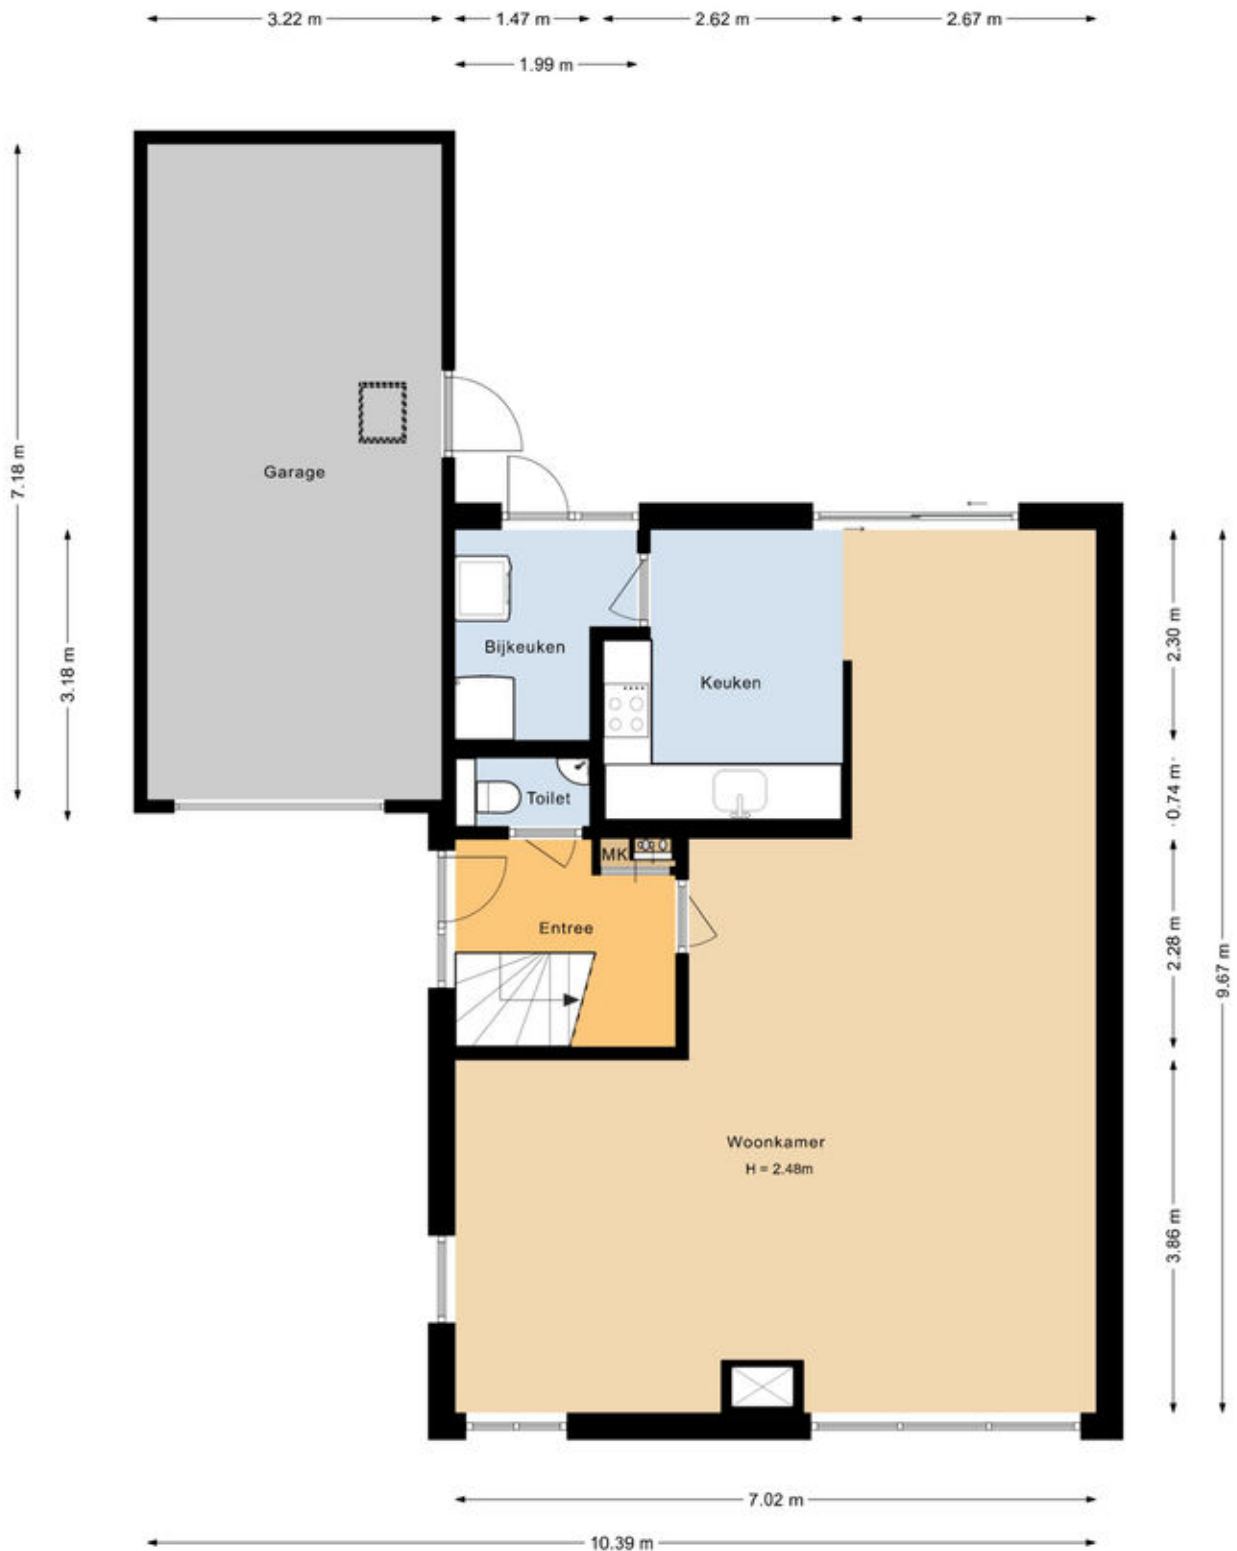 3.22 m
1.47 m
2.62 m
2.67 m
1.99 m
7.18 m
Garage
3.18 m
Bijkeuken
Keuken
2.30 m
Toilet
0.74 m
MK
Entree
2.28 m
9.67 m
Woonkamer
H = 2.48m
3.86 m
7.02 m
10.39 m